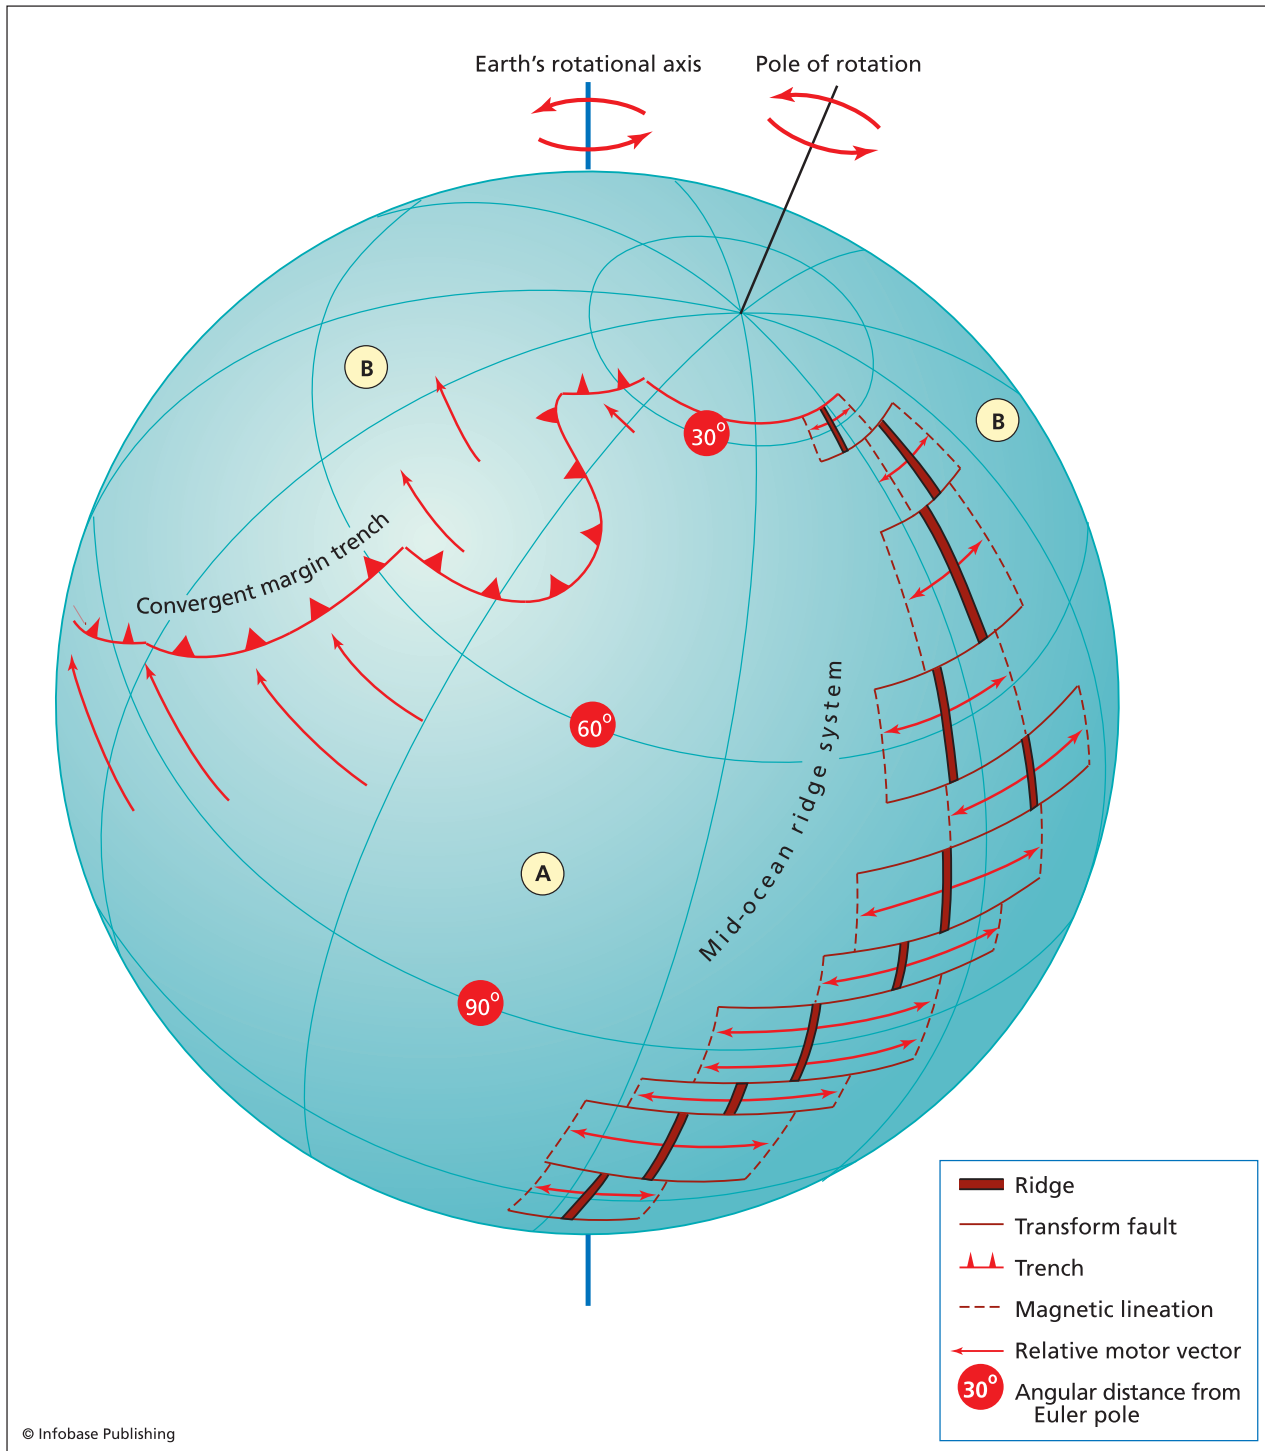 Earth's rotational axis
Pole of rotation
B
B
30°
Convergent margin trench
60°
Mid-ocean ridge system
A
90°
Ridge
Transform fault
Trench
Magnetic lineation
Relative motor vector
30°
Angular distance from
Euler pole
© Infobase Publishing